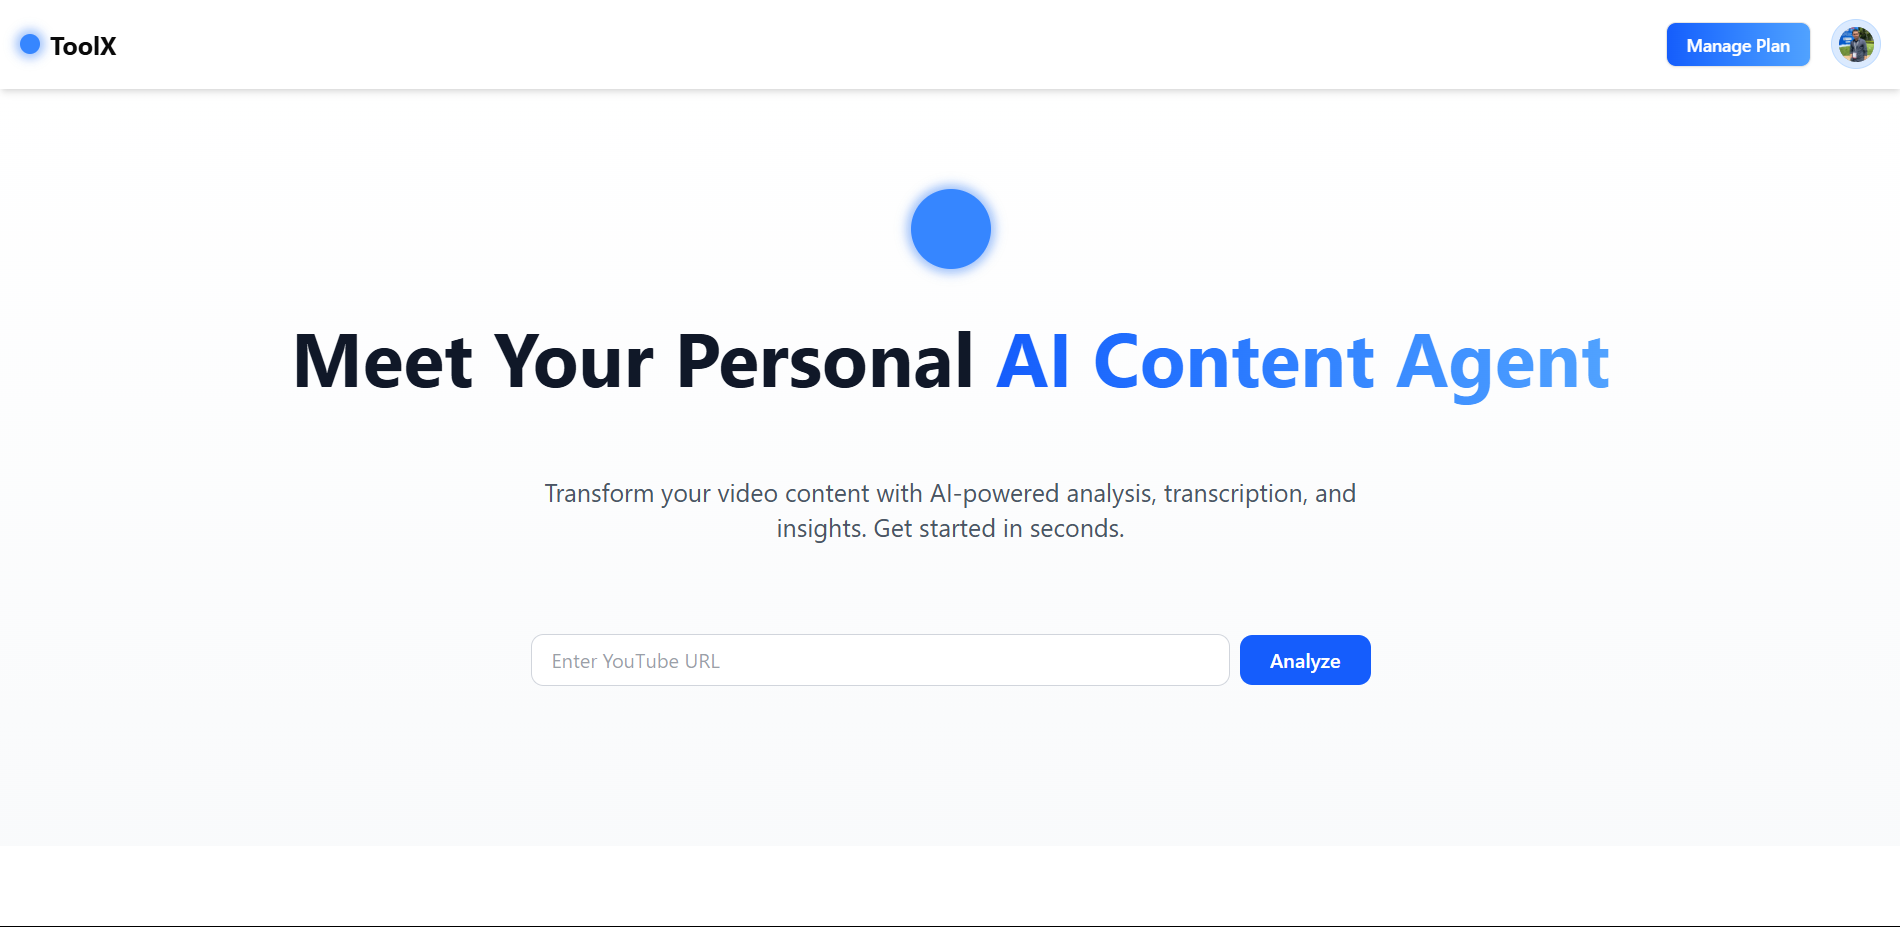 ToolX
Manage Plan
Meet Your Personal AI Content Agent
Transform your video content with AI-powered analysis, transcription, and
insights. Get started in seconds.
Enter YouTube URL
Analyze